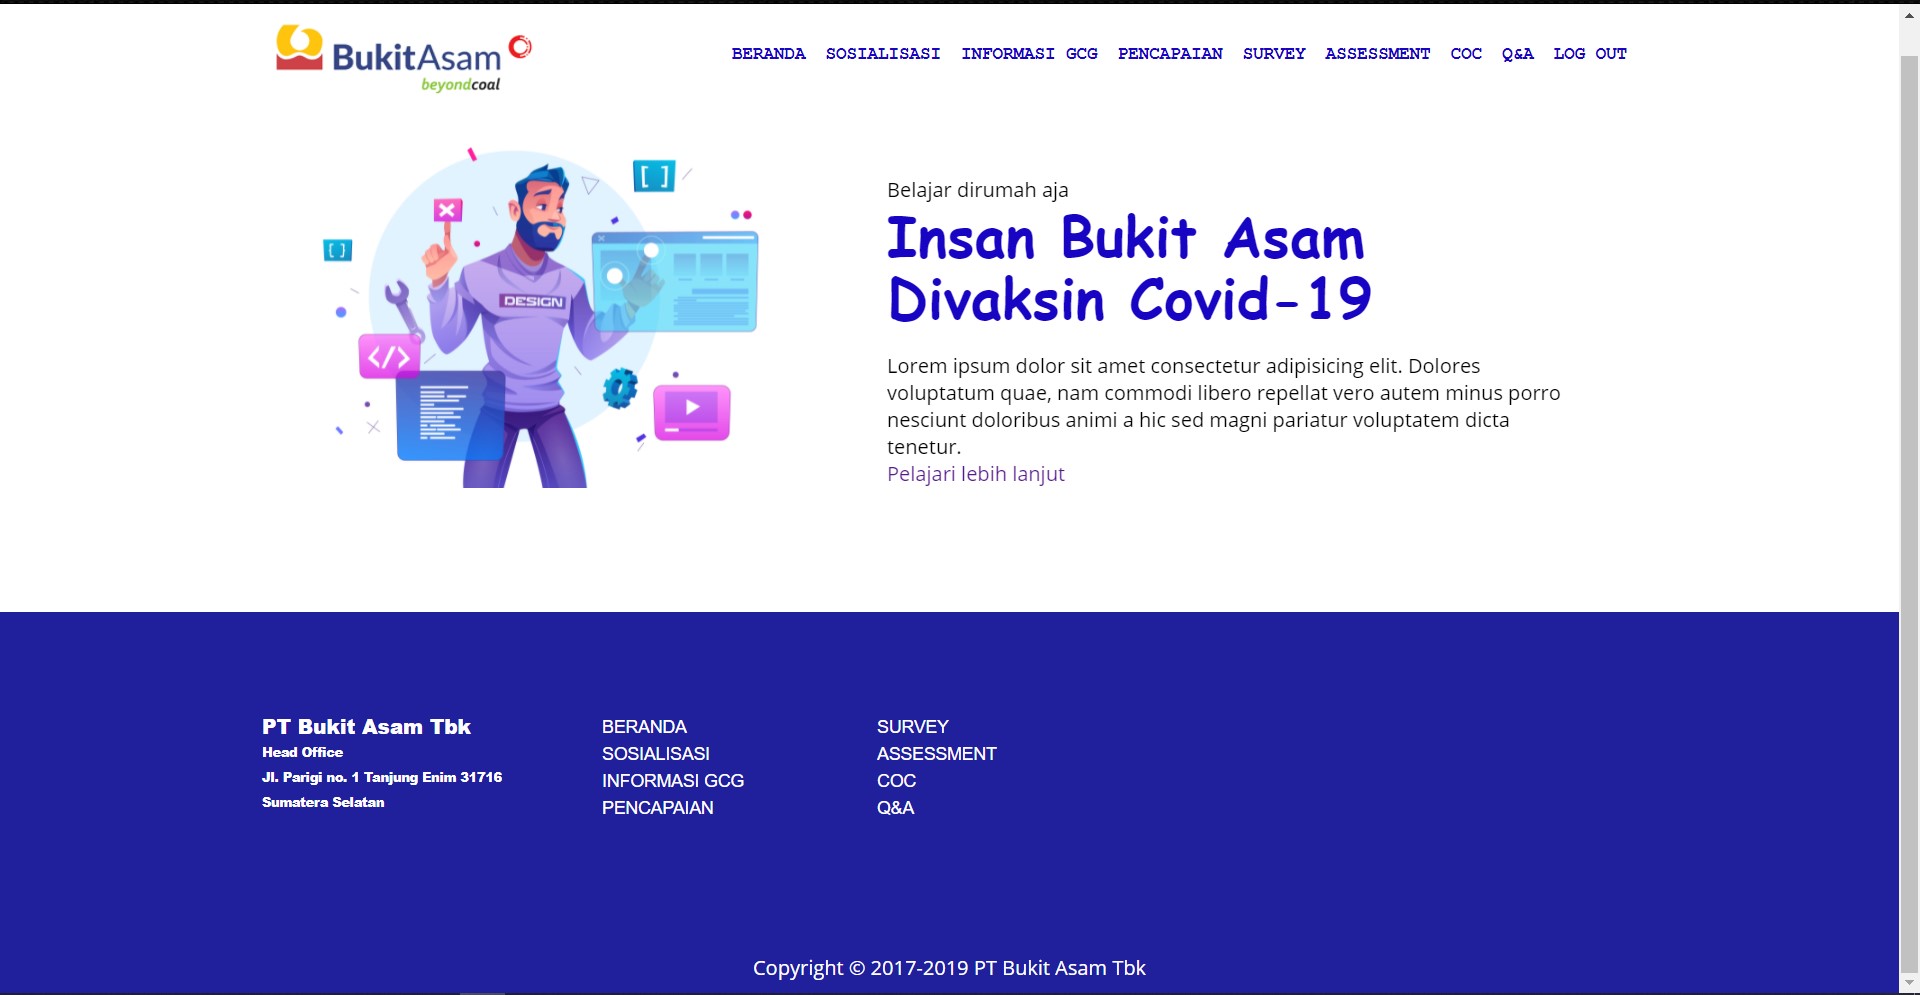 BukitAsam
beyondcoal
BERANDA SOSIALISASI INFORMASI GCG PENCAPAIAN SURVEY ASSESSMENT COC Q&A LOG OUT
[ ]
[ ]
DESIGN
</>
Belajar dirumah aja
Insan Bukit Asam
Divaksin Covid-19
Lorem ipsum dolor sit amet consectetur adipisicing elit. Dolores
voluptatum quae, nam commodi libero repellat vero autem minus porro
nesciunt doloribus animi a hic sed magni pariatur voluptatem dicta
tenetur.
Pelajari lebih lanjut
PT Bukit Asam Tbk
Head Office
Jl. Parigi no. 1 Tanjung Enim 31716
Sumatera Selatan
BERANDA
SOSIALISASI
INFORMASI GCG
PENCAPAIAN
SURVEY
ASSESSMENT
COC
Q&A
Copyright © 2017-2019 PT Bukit Asam Tbk